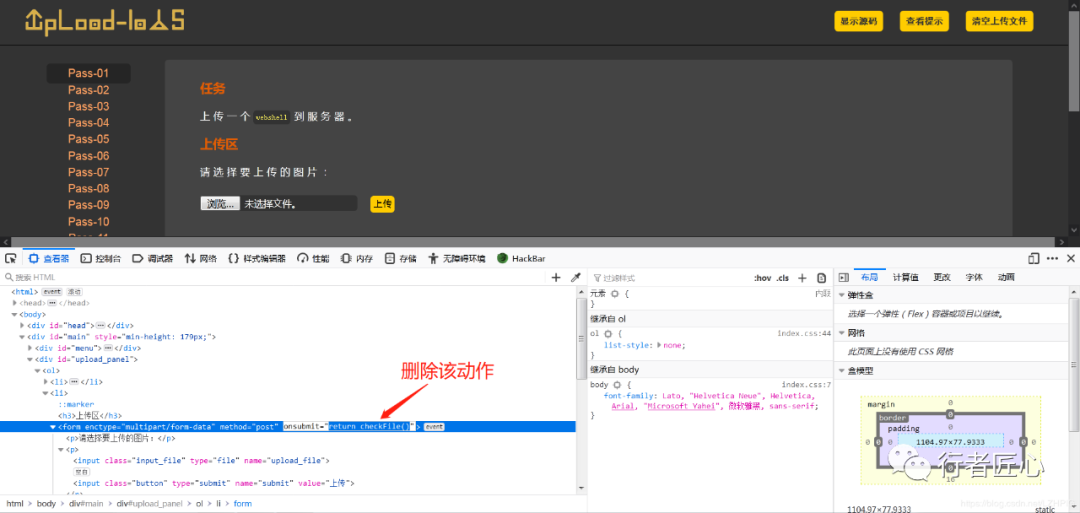 UpLoad-labs
显示源码 查看提示 清空上传文件
Pass-01
Pass-02
Pass-03
Pass-04
Pass-05
Pass-06
Pass-07
Pass-08
Pass-09
Pass-10
任务
上传一个 webshell 到服务器。
上传区
请选择要上传的图片：
浏览... 未选择文件。 上传
查看器 控制台 调试器 网络 样式编辑器 性能 内存 存储 无障碍环境 HackBar
搜索 HTML
<html> event 滚动
<head> </head>
<body>
<div id="head"> </div>
<div id="main" style="min-height: 179px;">
<div id="menu"> </div>
<div id="upload_panel">
<ol>
<li> </li>
<li>
::marker
<h3>上传区</h3>
<form enctype="multipart/form-data" method="post" onsubmit="return checkFile()"> event
<p>请选择要上传的图片: </p>
<p>
<input class="input_file" type="file" name="upload_file">
空白
<input class="button" type="submit" name="submit" value="上传">
删除该动作
html > body > div#main > div#upload_panel > ol > li > form
过滤样式 :hov .cls +
元素 { 内联
}
继承自 ol
ol { index.css:44
list-style: none;
}
继承自 body
body { index.css:7
font-family: Lato, "Helvetica Neue", Helvetica,
Arial, "Microsoft Yahei", 微软雅黑, sans-serif;
}
布局 计算值 更改 字体 动画
弹性盒
选择一个弹性（Flex）容器或项目以继续。
网格
此页面上没有使用 CSS 网格
盒模型
margin 0
border 0
padding 0
0 0 0 1104.97×77.9333 0 0 0
0
0
16
1104.97×77.9333 static
行者匠心